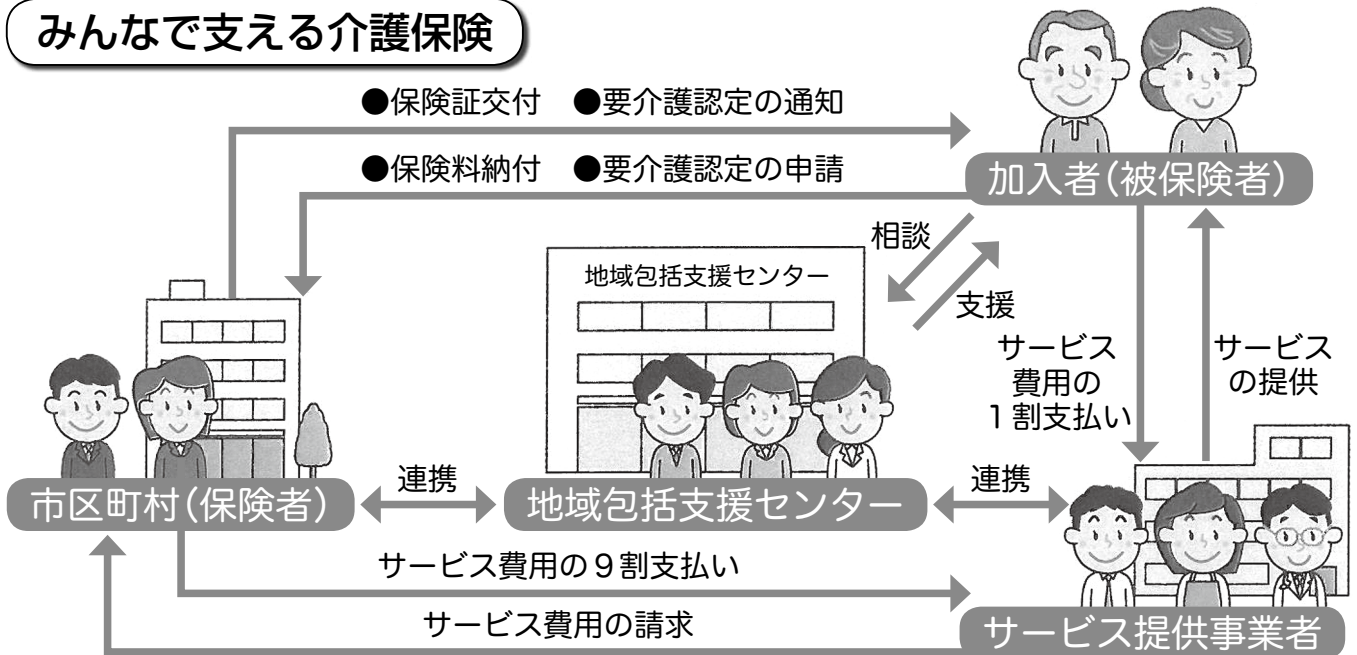 みんなで支える介護保険
●保険証交付　●要介護認定の通知
●保険料納付　●要介護認定の申請
加入者(被保険者)
相談
支援
地域包括支援センター
サービス
費用の
1割支払い
サービス
の提供
市区町村(保険者)
連携
地域包括支援センター
連携
サービス費用の9割支払い
サービス費用の請求
サービス提供事業者